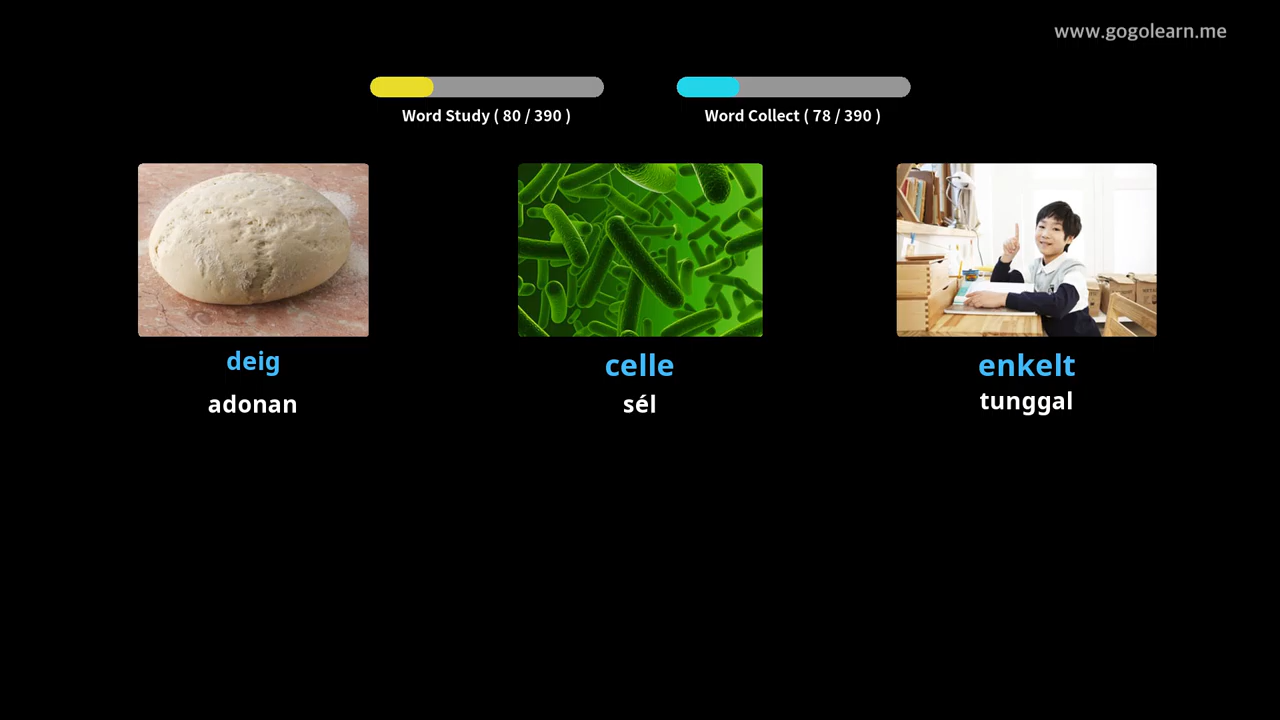 www.gogolearn.me
Word Study ( 80 / 390 )
Word Collect ( 78 / 390 )
deig
celle
enkelt
adonan
sél
tunggal